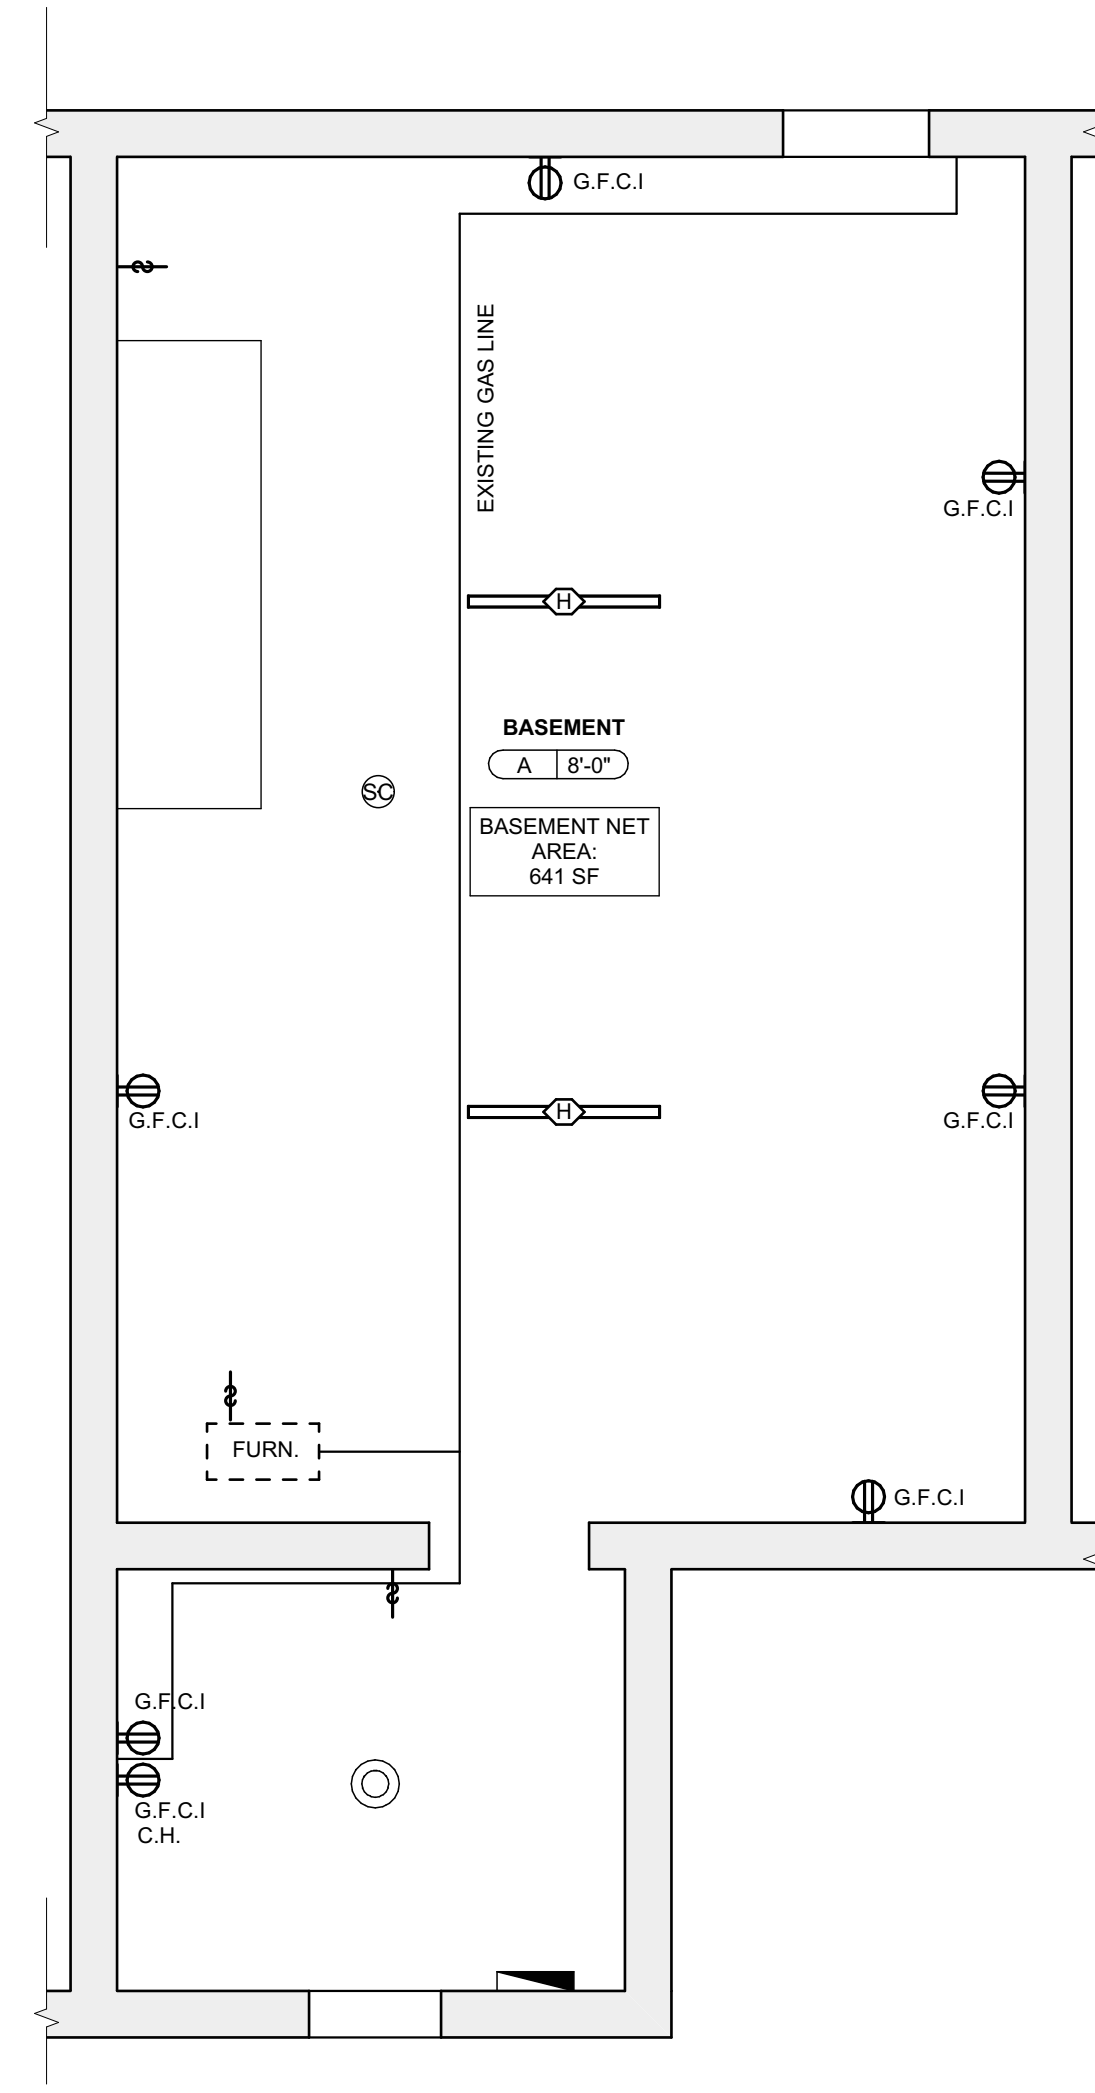 G.F.C.I
EXISTING GAS LINE
G.F.C.I
H
BASEMENT
A 8'-0"
SC
BASEMENT NET
AREA:
641 SF
G.F.C.I
H
G.F.C.I
FURN.
G.F.C.I
G.F.C.I
G.F.C.I
C.H.